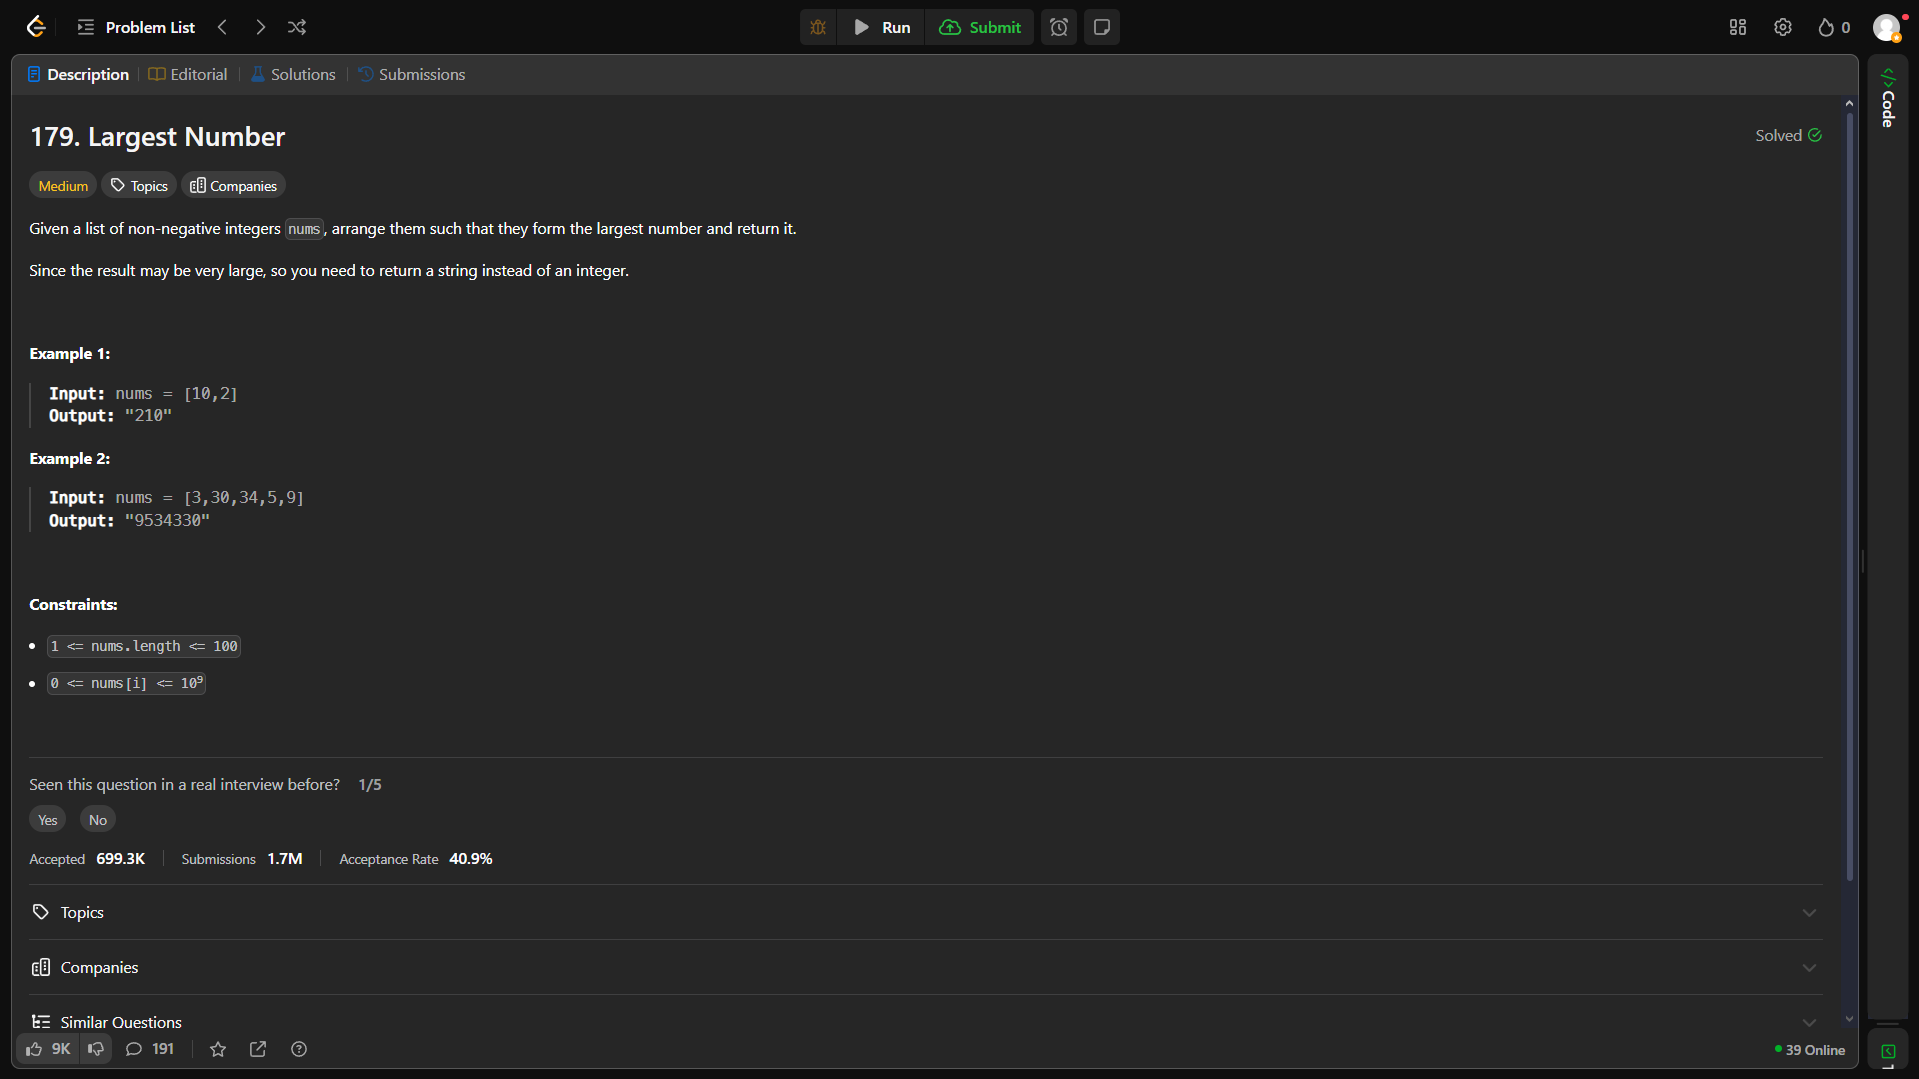 Problem List
Run
Submit
0
Description
Editorial
Solutions
Submissions
Code
179. Largest Number
Solved
Medium
Topics
Companies
Given a list of non-negative integers nums, arrange them such that they form the largest number and return it.
Since the result may be very large, so you need to return a string instead of an integer.
Example 1:
Input: nums = [10,2]
Output: "210"
Example 2:
Input: nums = [3,30,34,5,9]
Output: "9534330"
Constraints:
• 1 <= nums.length <= 100
• 0 <= nums[i] <= 10⁹
Seen this question in a real interview before? 1/5
Yes No
Accepted 699.3K Submissions 1.7M Acceptance Rate 40.9%
Topics
Companies
Similar Questions
9K 191
39 Online